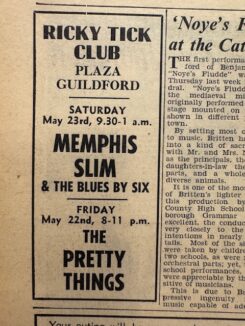 RICKY TICK
CLUB
PLAZA
GUILDFORD
SATURDAY
May 23rd, 9.30-1 a.m.
MEMPHIS
SLIM
& THE BLUES BY SIX
FRIDAY
May 22nd, 8-11 p.m.
THE
PRETTY
THINGS
'Noye's F
at the Cat
THE first performa
ford of Benjam
"Noye's Fludde" w
Thursday last week
dral. "Noye's Flud
the mediaeval mi
originally performe
stage mounted on
shown in different
town.
By setting most o
to music, Britten ha
into a kind of sacr
with Mr. and Mrs. N
as the principals, th
daughters-in-law the
parts, and a whole
diverse animals.
It is one of the m
of Britten's lighter
this production by
County High School
borough Grammar
excellent, the conduc
very closely to the
intentions in nearly
tails. Most of the s
were taken by childre
two schools, as were
orchestral parts; yet,
school performance,
were appreciable by th
sitive of musicians.
This is due to B
pressive ingenuity
music capable of ade